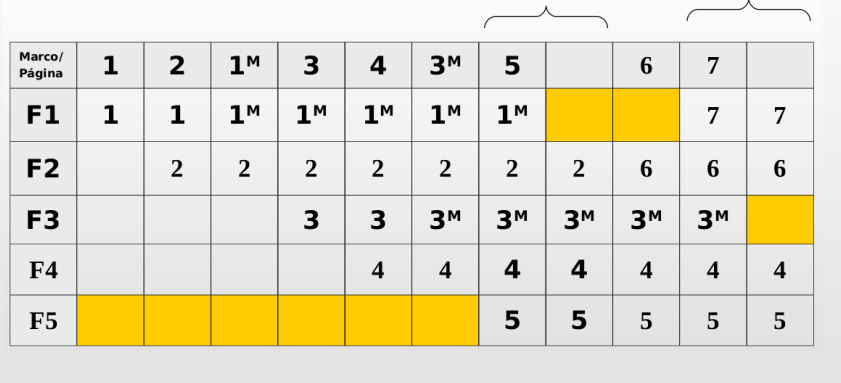 Marco/
Página 1 2 1ᴹ 3 4 3ᴹ 5 6 7
F1 1 1 1ᴹ 1ᴹ 1ᴹ 1ᴹ 1ᴹ 7 7
F2 2 2 2 2 2 2 2 6 6 6
F3 3 3 3ᴹ 3ᴹ 3ᴹ 3ᴹ 3ᴹ
F4 4 4 4 4 4 4 4
F5 5 5 5 5 5